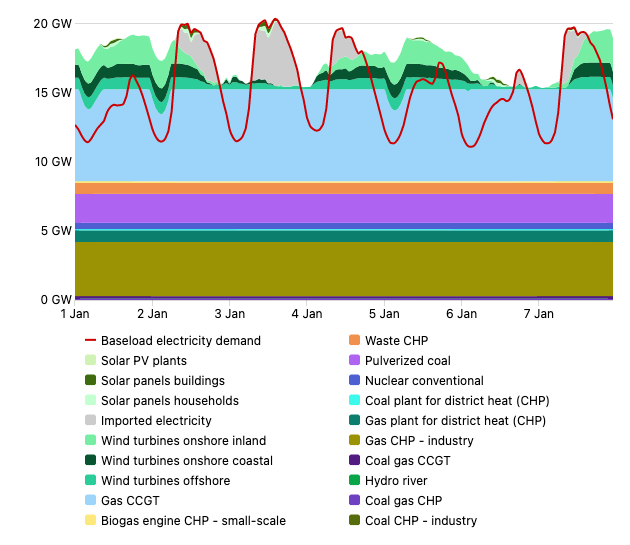 20 GW
15 GW
10 GW
5 GW
0 GW
1 Jan 2 Jan 3 Jan 4 Jan 5 Jan 6 Jan 7 Jan
Baseload electricity demand
Solar PV plants
Solar panels buildings
Solar panels households
Imported electricity
Wind turbines onshore inland
Wind turbines onshore coastal
Wind turbines offshore
Gas CCGT
Biogas engine CHP - small-scale
Waste CHP
Pulverized coal
Nuclear conventional
Coal plant for district heat (CHP)
Gas plant for district heat (CHP)
Gas CHP - industry
Coal gas CCGT
Hydro river
Coal gas CHP
Coal CHP - industry